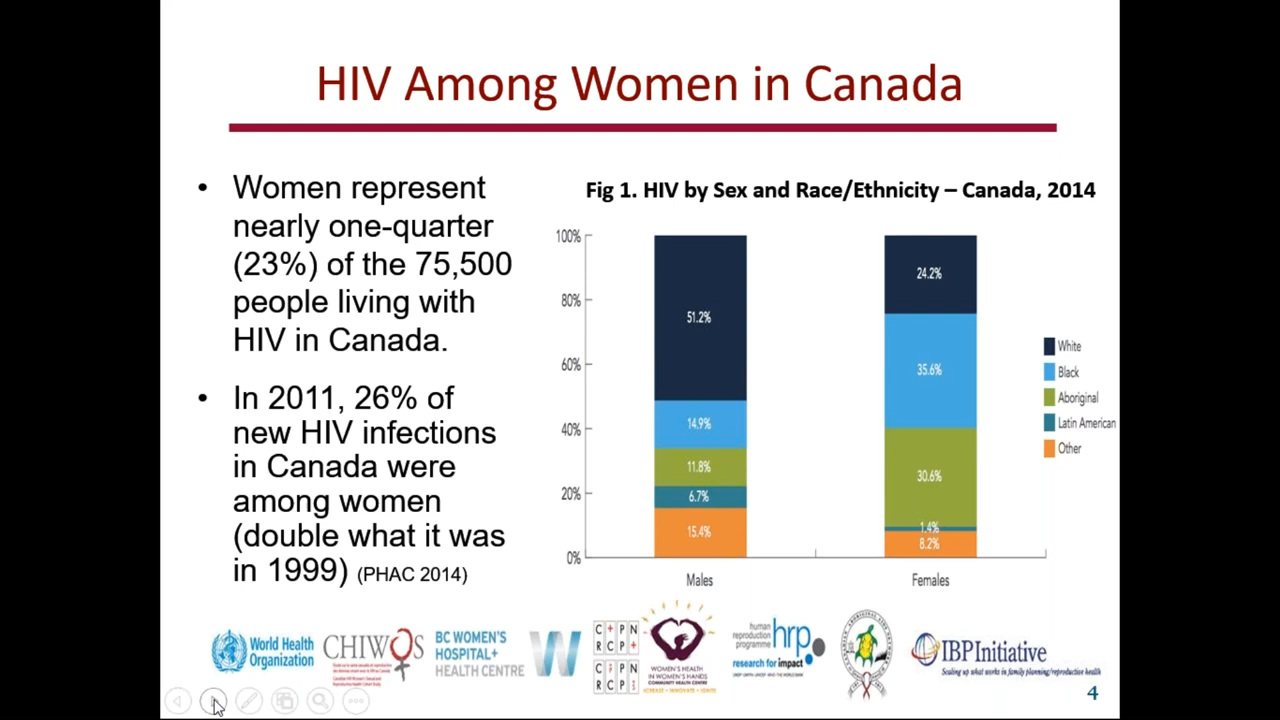 HIV Among Women in Canada
• Women represent
nearly one-quarter
(23%) of the 75,500
people living with
HIV in Canada.
• In 2011, 26% of
new HIV infections
in Canada were
among women
(double what it was
in 1999) (PHAC 2014)
Fig 1. HIV by Sex and Race/Ethnicity – Canada, 2014
100%
80%
60%
40%
20%
0%
51.2%
14.9%
11.8%
6.7%
15.4%
Males
24.2%
35.6%
30.6%
1.4%
8.2%
Females
White
Black
Aboriginal
Latin American
Other
World Health
Organization
CHIWOS
BC WOMEN'S
HOSPITAL+
HEALTH CENTRE
C+PN
RCP+
CPN
RCP
WOMEN'S HEALTH
IN WOMEN'S HANDS
COMMUNITY HEALTH CENTRE
human
reproduction
programme
hrp
research for impact
IBP Initiative
Scaling up what works in family planning/reproductive health
4